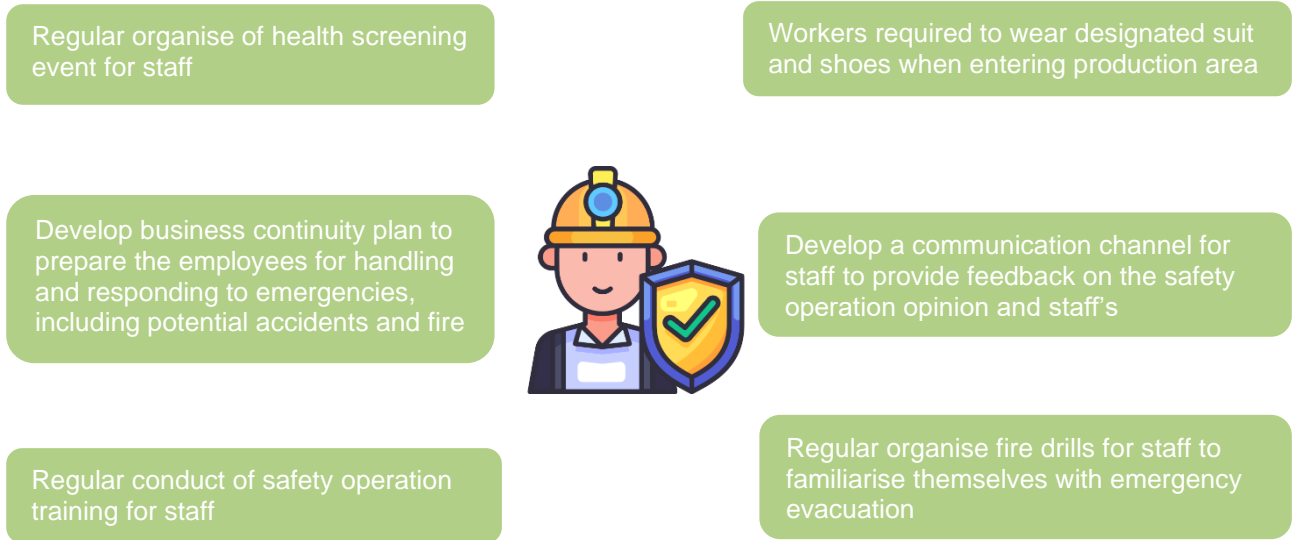 Regular organise of health screening
event for staff
Workers required to wear designated suit
and shoes when entering production area
Develop business continuity plan to
prepare the employees for handling
and responding to emergencies,
including potential accidents and fire
Develop a communication channel for
staff to provide feedback on the safety
operation opinion and staff's
Regular conduct of safety operation
training for staff
Regular organise fire drills for staff to
familiarise themselves with emergency
evacuation